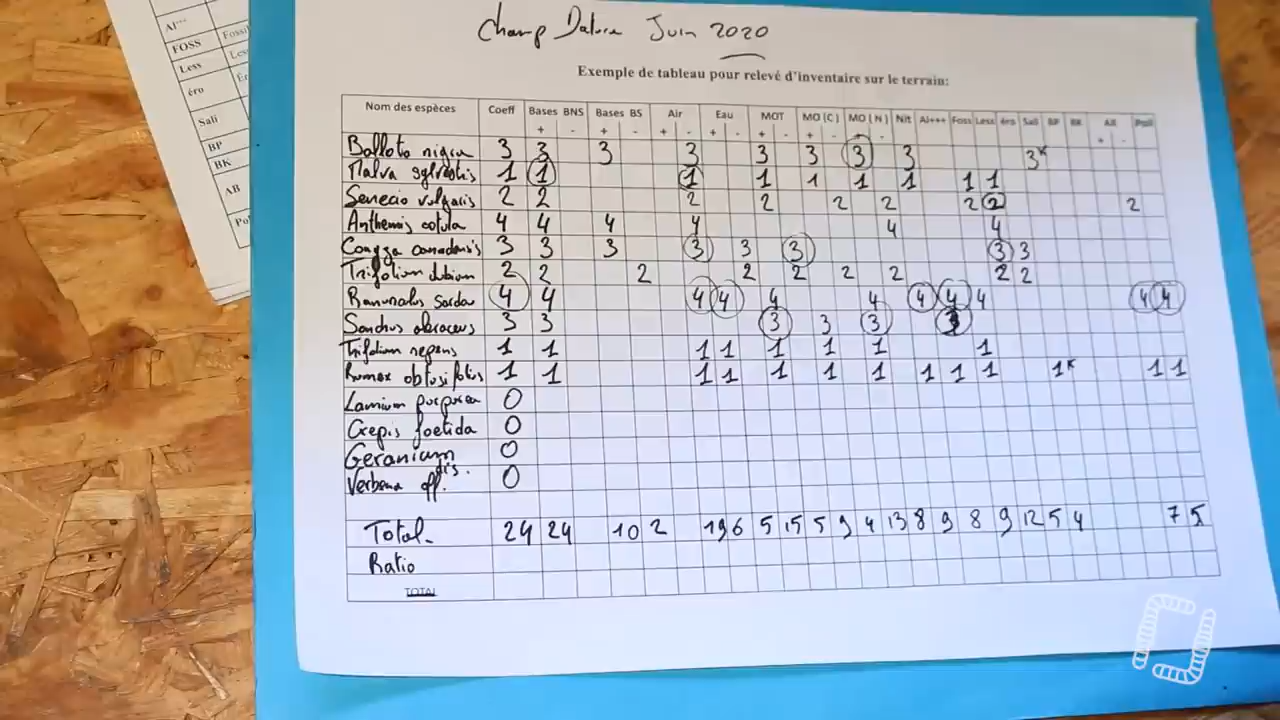 Al+++
FOSS Fossi
Less Les
éro Ér
Sali
BP
BK
AB
Pol
Champ Datura Juin 2020
Exemple de tableau pour relevé d'inventaire sur le terrain:
Nom des espèces Coeff Bases BNS Bases BS Air Eau MOT MO (C) MO (N) Nit Al+++ Foss Less éro Sali BP BK AB Poll
+ - + - + - + - + - + - - + -
Ballota nigra 3 3 3 3 3 3 3 3 3*
Malva sylvestris 1 1 1 1 1 1 1 1 1
Senecio vulgaris 2 2 2 2 2 2 2 2 2
Anthemis cotula 4 4 4 4 4 4
Conyza canadensis 3 3 3 3 3 3 3 3
Trifolium dubium 2 2 2 2 2 2 2 2 2
Ranunculus sardou 4 4 4 4 4 4 4 4 4 4 4
Sonchus oleraceus 3 3 3 3 3 3
Trifolium repens 1 1 1 1 1 1 1 1
Rumex obtusifolius 1 1 1 1 1 1 1 1 1 1 1* 1 1
Lamium purpurea 0
Crepis foetida 0
Geranium dis. 0
Verbena off. 0
Total 24 24 10 2 19 6 5 15 5 9 4 13 8 9 8 9 12 5 4 7 5
Ratio
TOTAL